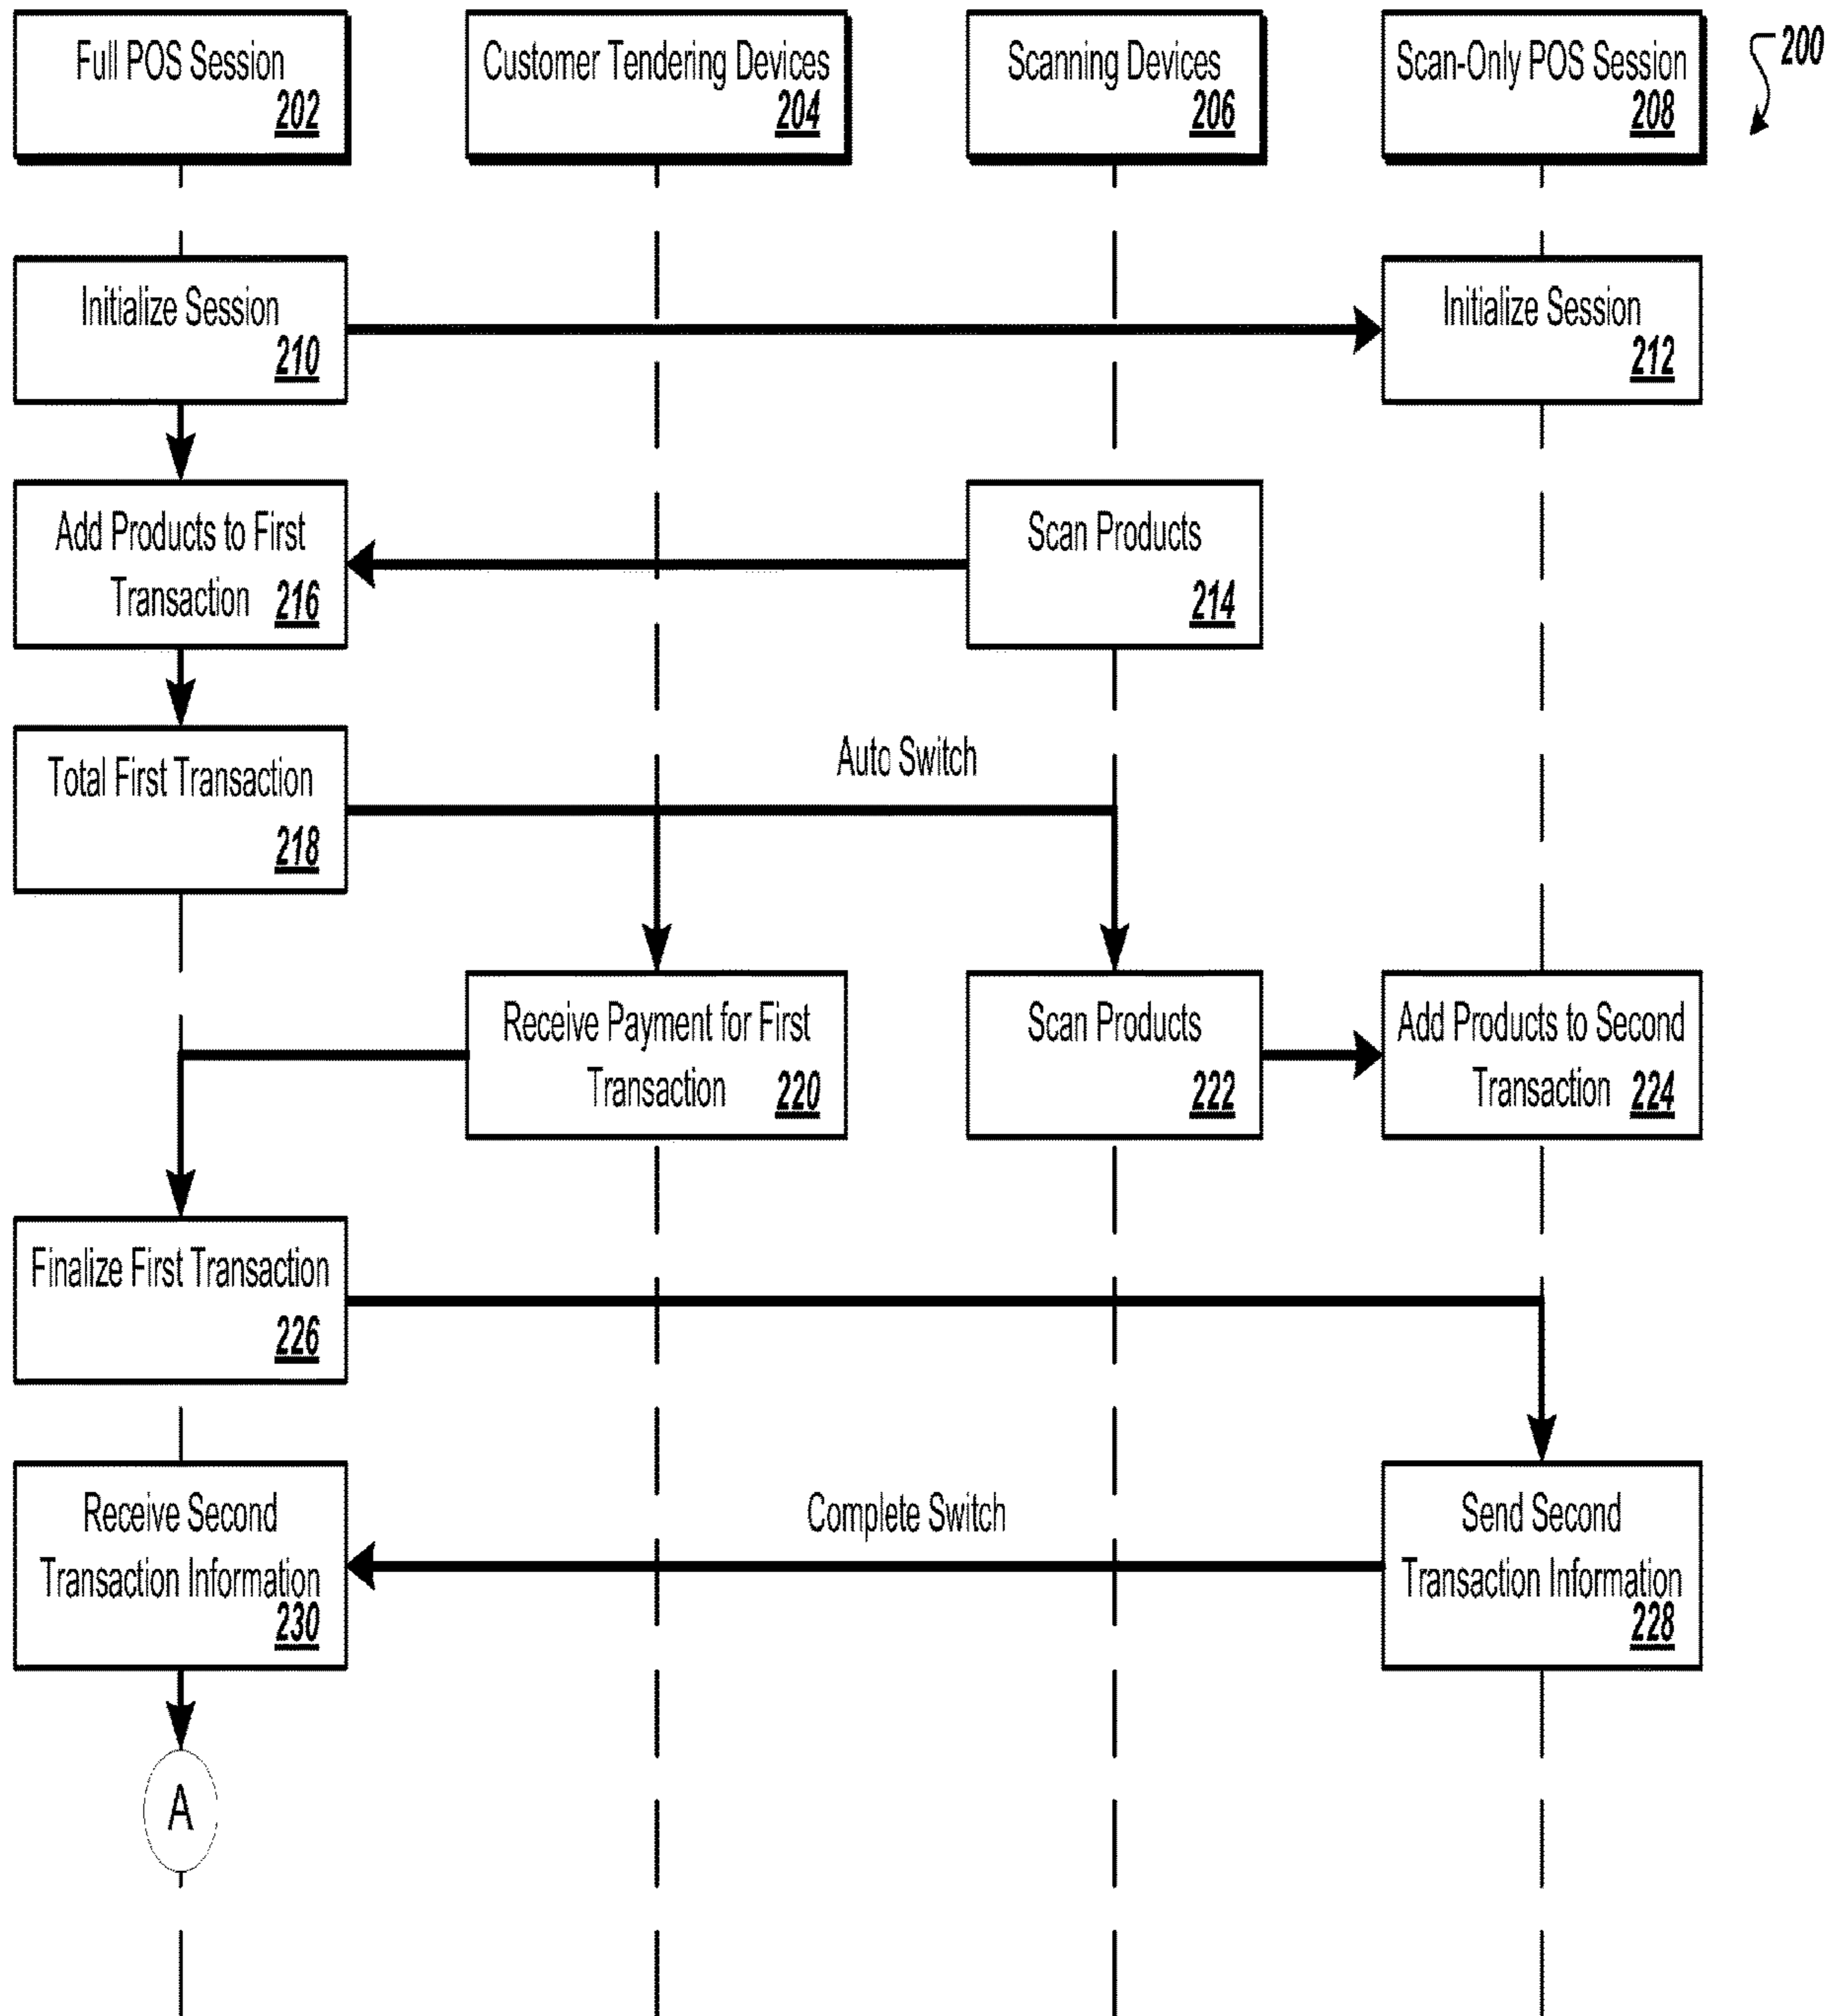 Full POS Session
202
Customer Tendering Devices
204
Scanning Devices
206
Scan-Only POS Session
208
200
Initialize Session
210
Initialize Session
212
Add Products to First
Transaction 216
Scan Products
214
Total First Transaction
218
Auto Switch
Receive Payment for First
Transaction 220
Scan Products
222
Add Products to Second
Transaction 224
Finalize First Transaction
226
Receive Second
Transaction Information
230
Complete Switch
Send Second
Transaction Information
228
A